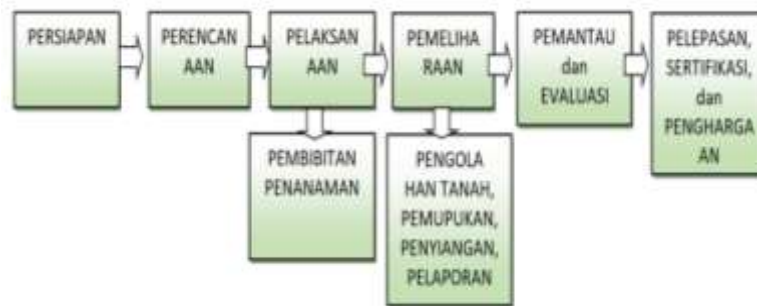 PERSIAPAN
PERENCAN
AAN
PELAKSAN
AAN
PEMELIHA
RAAN
PEMANTAU
dan
EVALUASI
PELEPASAN,
SERTIFIKASI,
dan
PENGHARGA
AN
PEMBIBITAN
PENANAMAN
PENGOLA
HAN TANAH,
PEMUPUKAN,
PENYIANGAN,
PELAPORAN